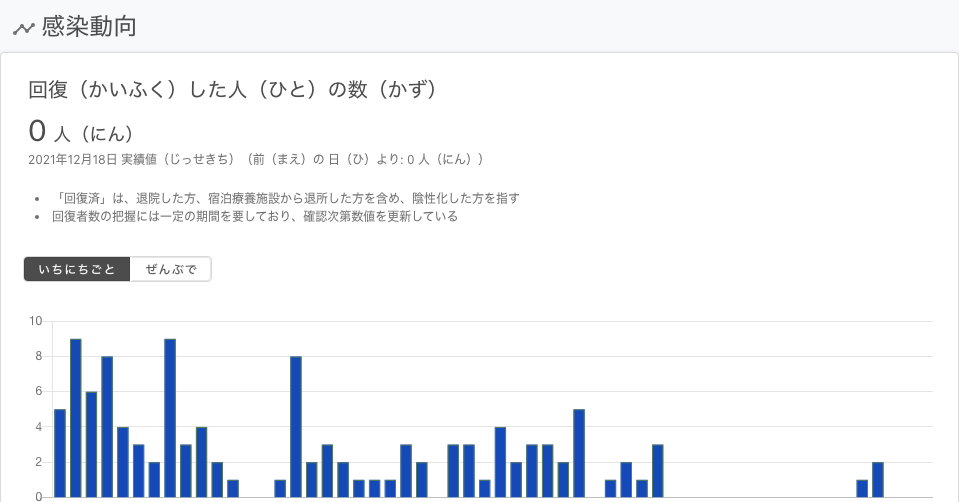 感染動向
回復（かいふく）した人（ひと）の数（かず）
0 人（にん）
2021年12月18日 実績値（じっせきち）（前（まえ）の 日（ひ）より: 0 人（にん））
「回復済」は、退院した方、宿泊療養施設から退所した方を含め、陰性化した方を指す
回復者数の把握には一定の期間を要しており、確認次第数値を更新している
いちにちごと ぜんぶで
10
8
6
4
2
0